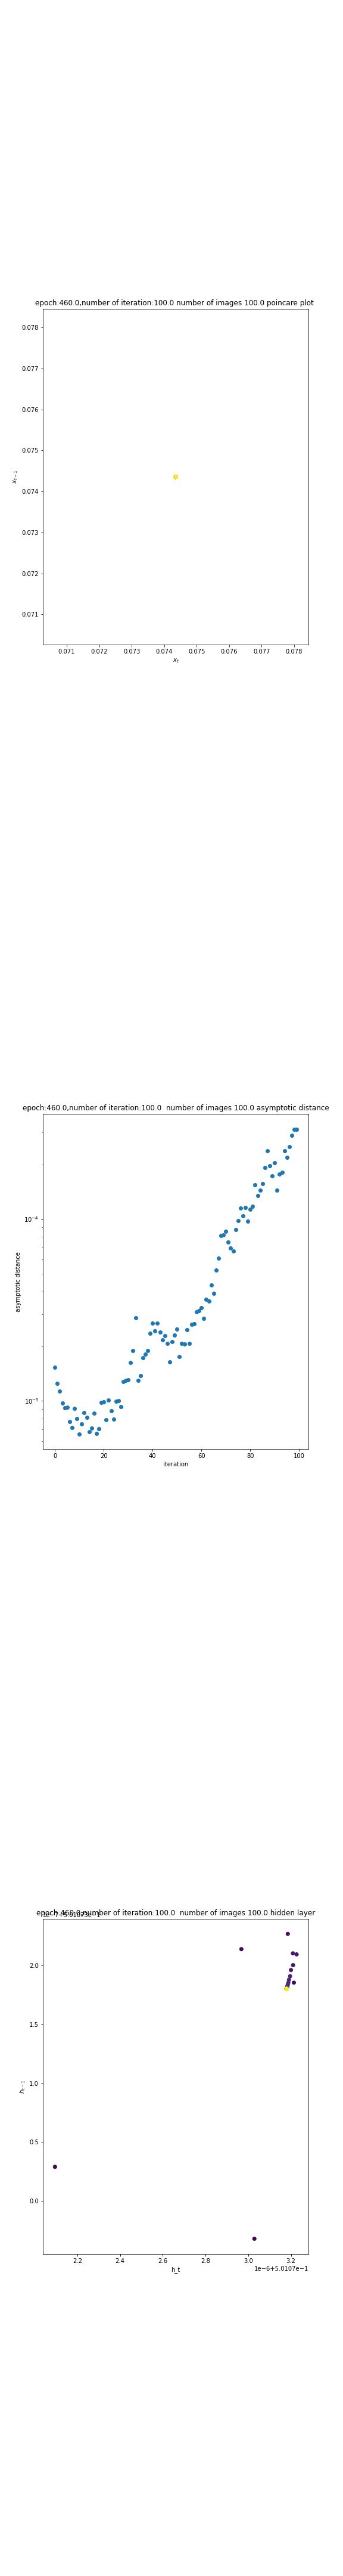 epoch:460.0,number of iteration:100.0 number of images 100.0 poincare plot
0.078
0.077
0.076
0.075
0.074
0.073
0.072
0.071
x_{t-1}
0.071 0.072 0.073 0.074 0.075 0.076 0.077 0.078
x_t
epoch:460.0,number of iteration:100.0 number of images 100.0 asymptotic distance
10^{-4}
10^{-5}
asymptotic distance
0 20 40 60 80 100
iteration
epoch:460.0,number of iteration:100.0 number of images 100.0 hidden layer
2.0
1.5
1.0
0.5
0.0
h_{t-1}
2.2 2.4 2.6 2.8 3.0 3.2
h_t
1e−6+5.0107e−1